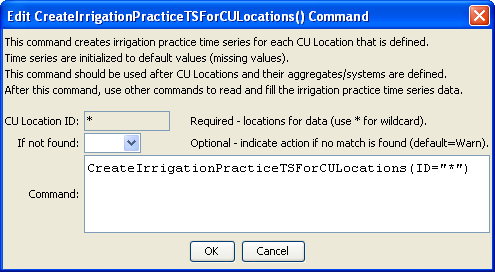 Edit CreateIrrigationPracticeTSForCULocations() Command
This command creates irrigation practice time series for each CU Location that is defined.
Time series are initialized to default values (missing values).
This command should be used after CU Locations and their aggregates/systems are defined.
After this command, use other commands to read and fill the irrigation practice time series data.
CU Location ID: * Required - locations for data (use * for wildcard).
If not found: Optional - indicate action if no match is found (default=Warn).
CreateIrrigationPracticeTSForCULocations(ID="*")
Command:
OK Cancel